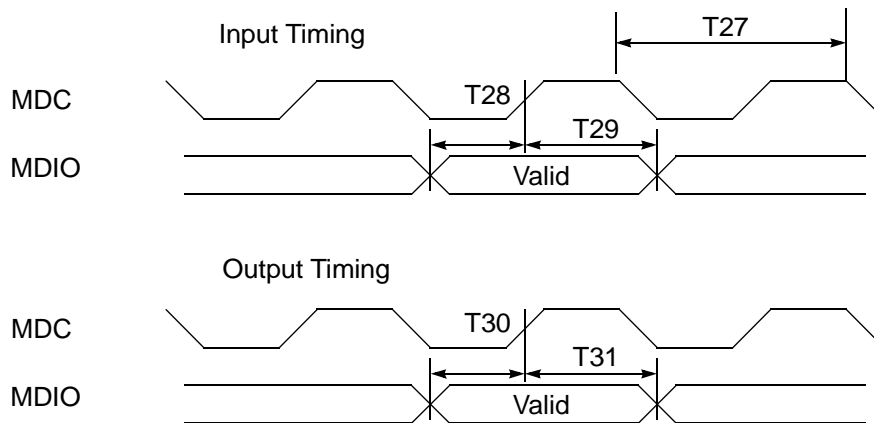 Input Timing
T27
MDC
T28
T29
MDIO
Valid
Output Timing
MDC
T30
T31
MDIO
Valid